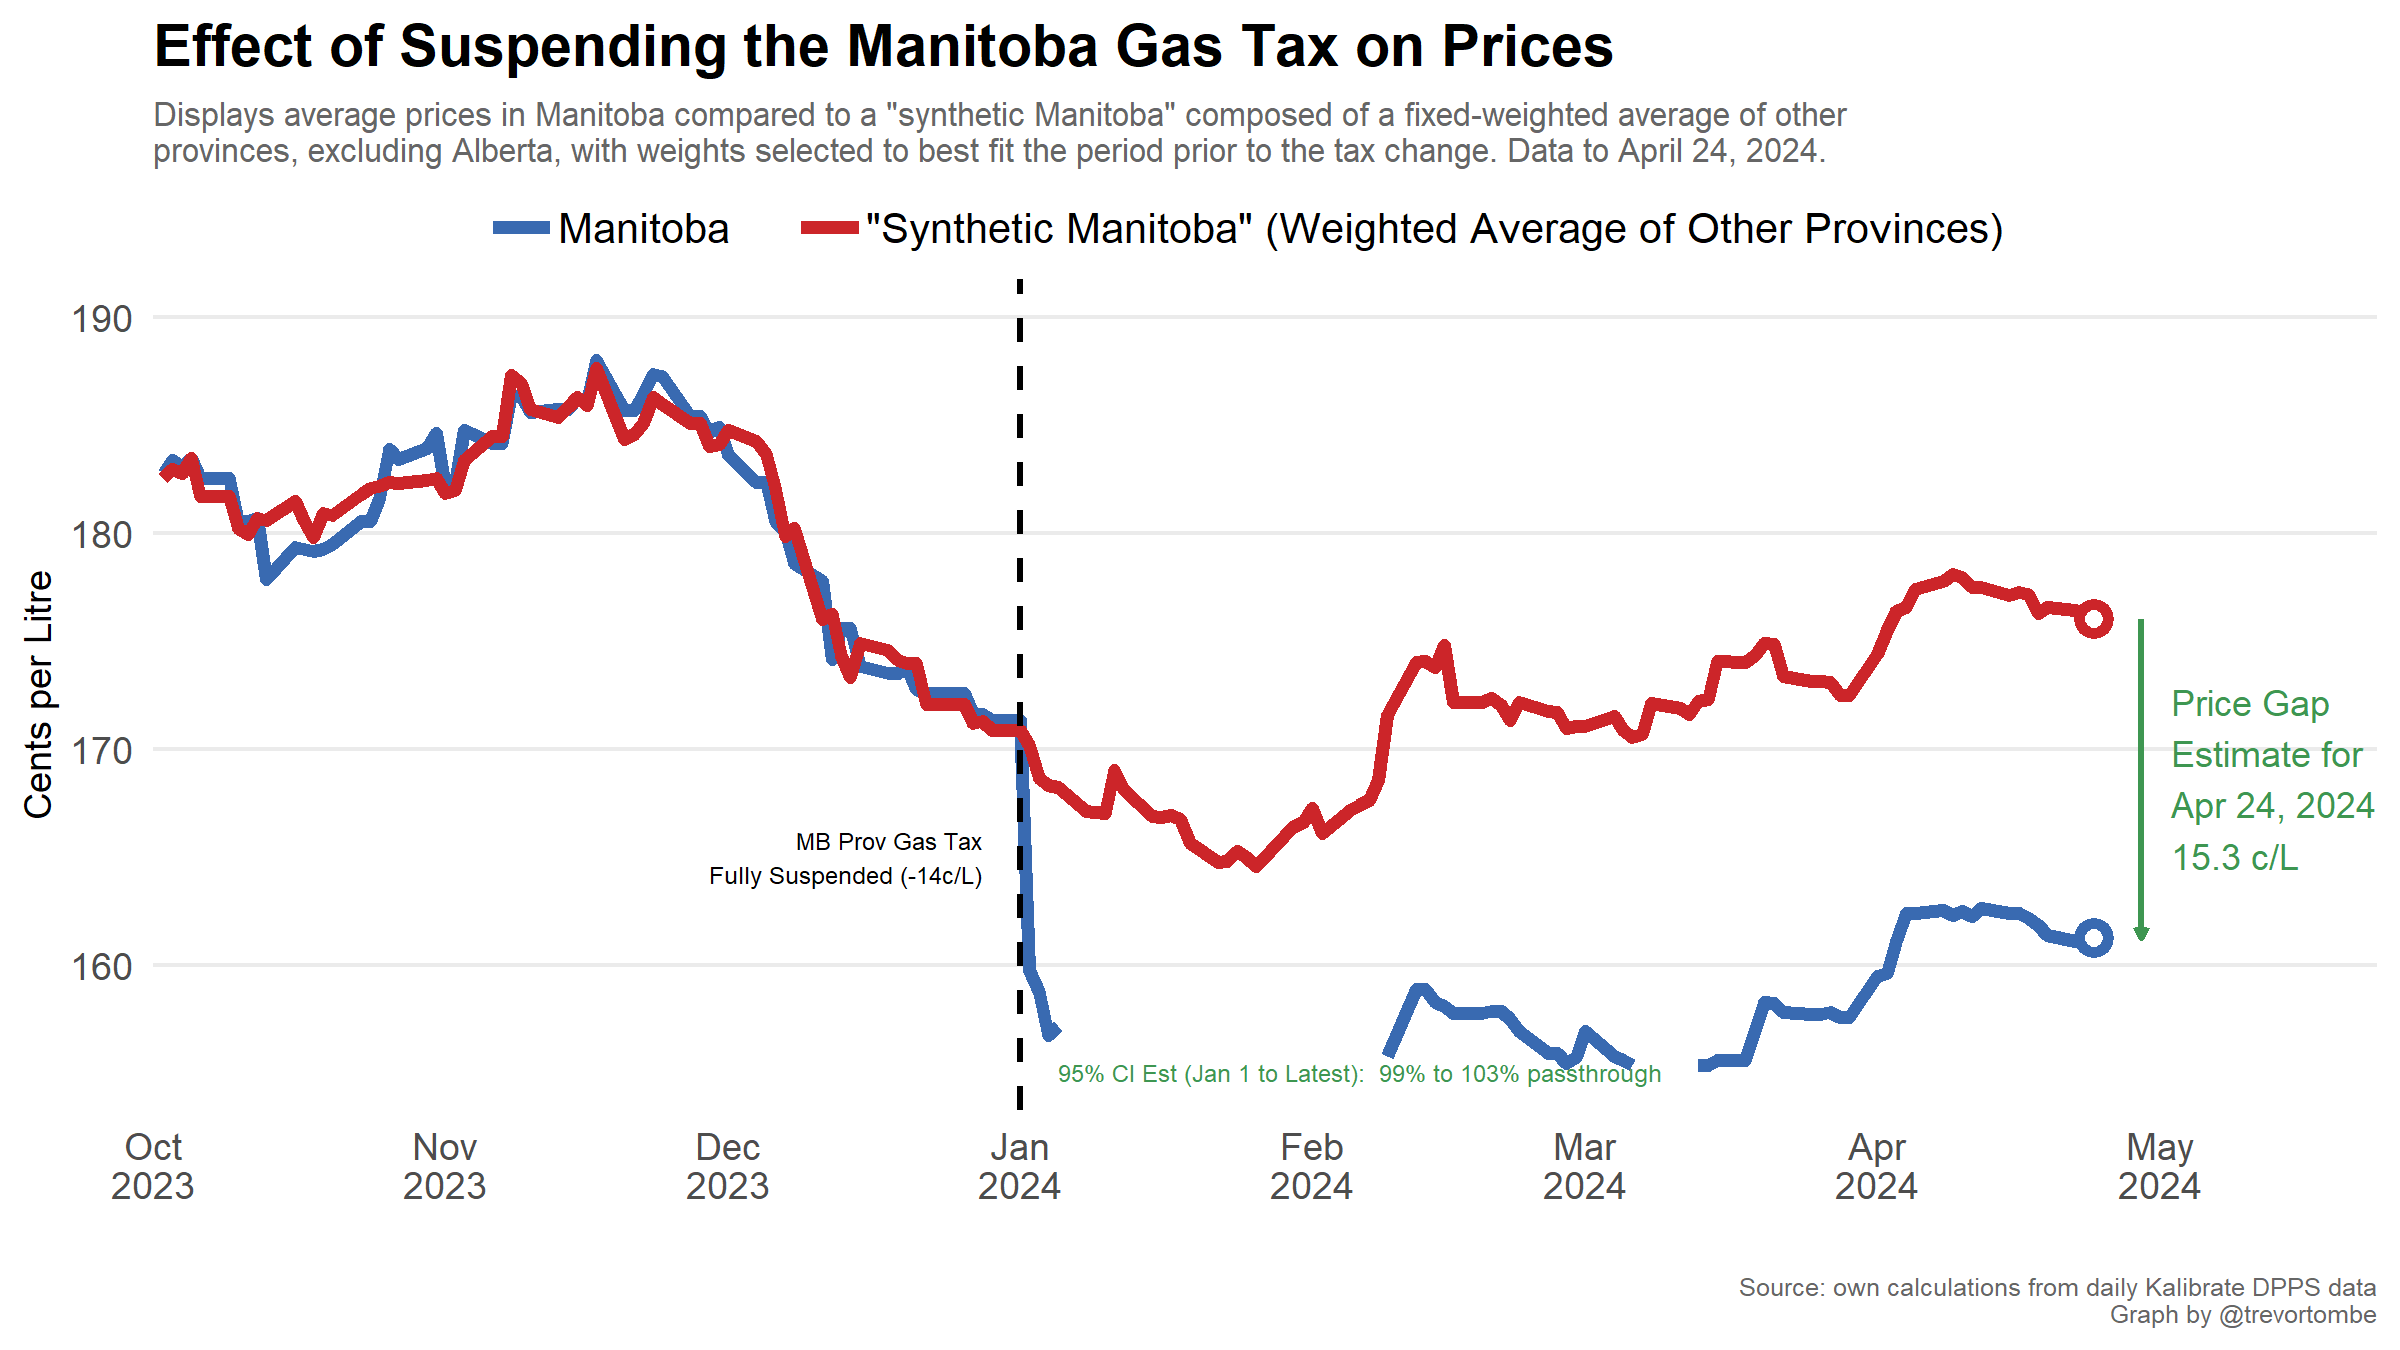 Effect of Suspending the Manitoba Gas Tax on Prices
Displays average prices in Manitoba compared to a "synthetic Manitoba" composed of a fixed-weighted average of other
provinces, excluding Alberta, with weights selected to best fit the period prior to the tax change. Data to April 24, 2024.
Manitoba
"Synthetic Manitoba" (Weighted Average of Other Provinces)
Cents per Litre
190
180
170
160
MB Prov Gas Tax
Fully Suspended (-14c/L)
Price Gap
Estimate for
Apr 24, 2024
15.3 c/L
95% CI Est (Jan 1 to Latest): 99% to 103% passthrough
Oct
2023
Nov
2023
Dec
2023
Jan
2024
Feb
2024
Mar
2024
Apr
2024
May
2024
Source: own calculations from daily Kalibrate DPPS data
Graph by @trevortombe